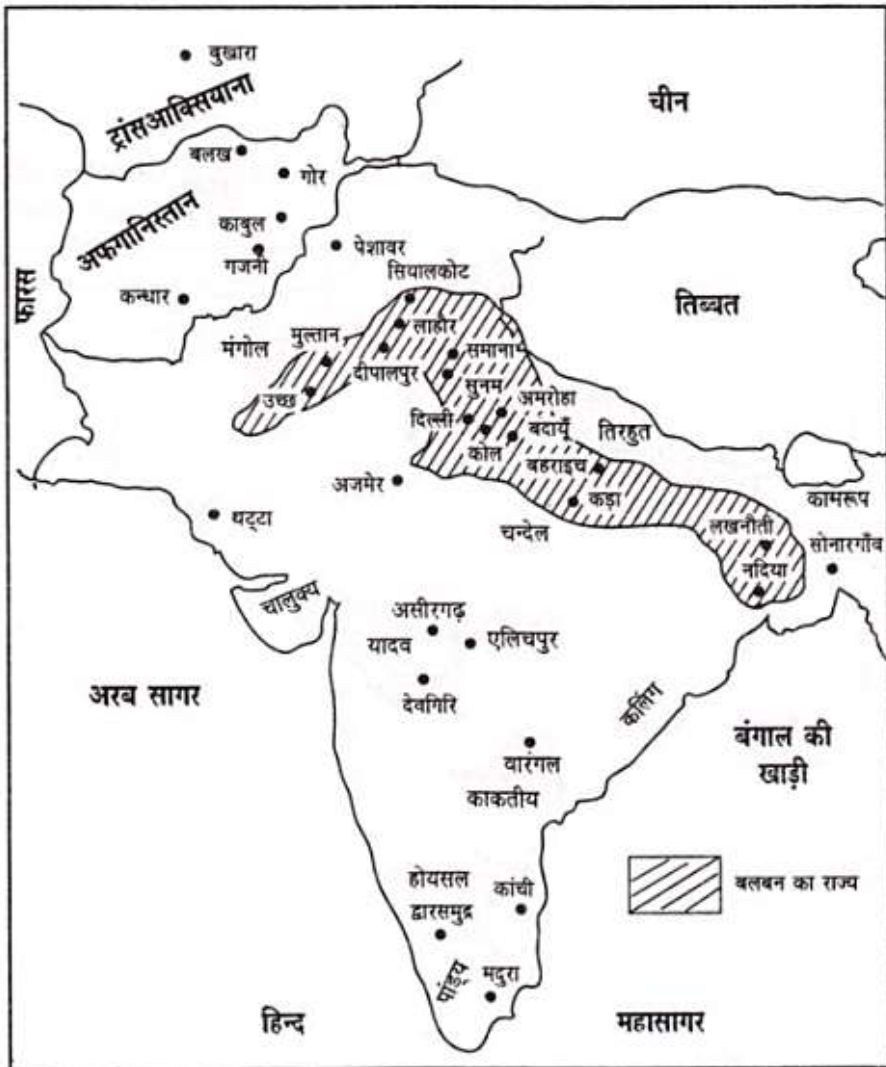 बुखारा
ट्रांसआक्सियाना
चीन
बलख
गोर
अफगानिस्तान
काबुल
गजनी
पेशावर
फारस
कन्धार
सियालकोट
तिब्बत
मंगोल
मुल्तान
लाहोर
दीपालपुर
समाना
सुनम
उच्छ
दिल्ली
अमरोहा
कोल
बदायूँ
तिरहुत
बहराइच
कामरूप
अजमेर
कड़ा
थट्टा
चन्देल
लखनौती
सोनारगाँव
नदिया
चालुक्य
असीरगढ़
यादव
एलिचपुर
देवगिरि
अरब सागर
कलिंग
बंगाल की
खाड़ी
वारंगल
काकतीय
होयसल
द्वारसमुद्र
कांची
बलबन का राज्य
पांड्य
मदुरा
हिन्द
महासागर